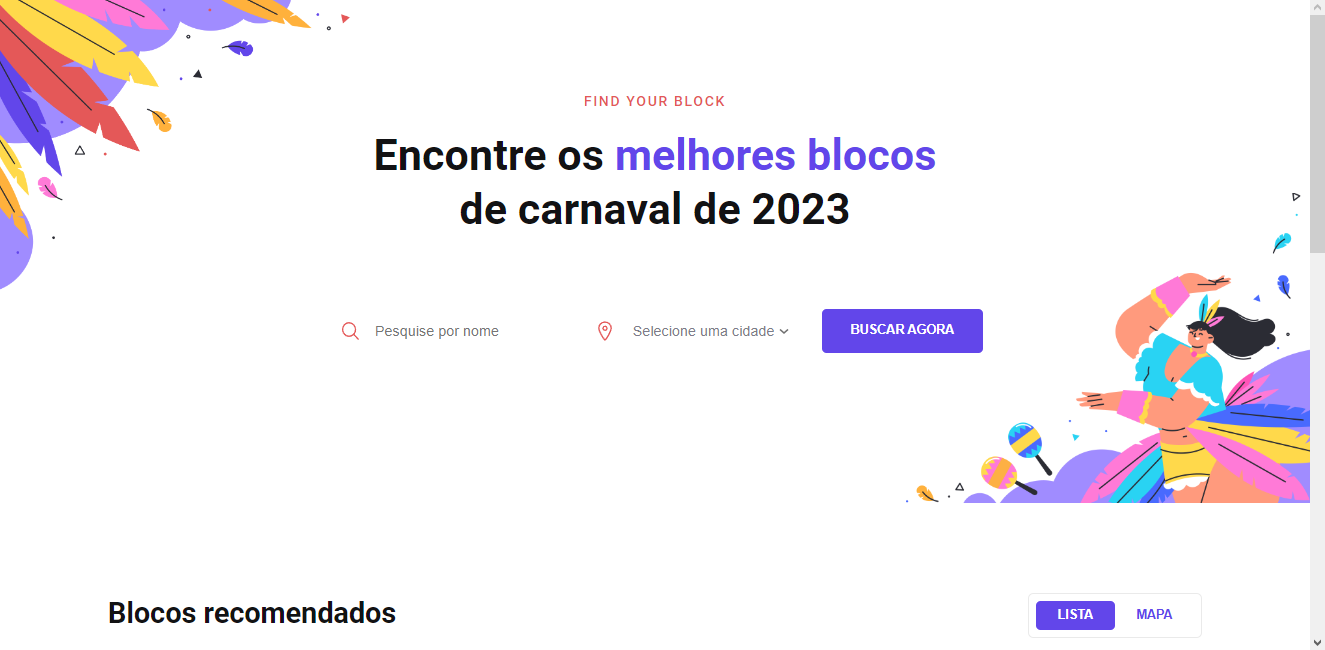 FIND YOUR BLOCK
Encontre os melhores blocos
de carnaval de 2023
Pesquise por nome
Selecione uma cidade
BUSCAR AGORA
Blocos recomendados
LISTA
MAPA